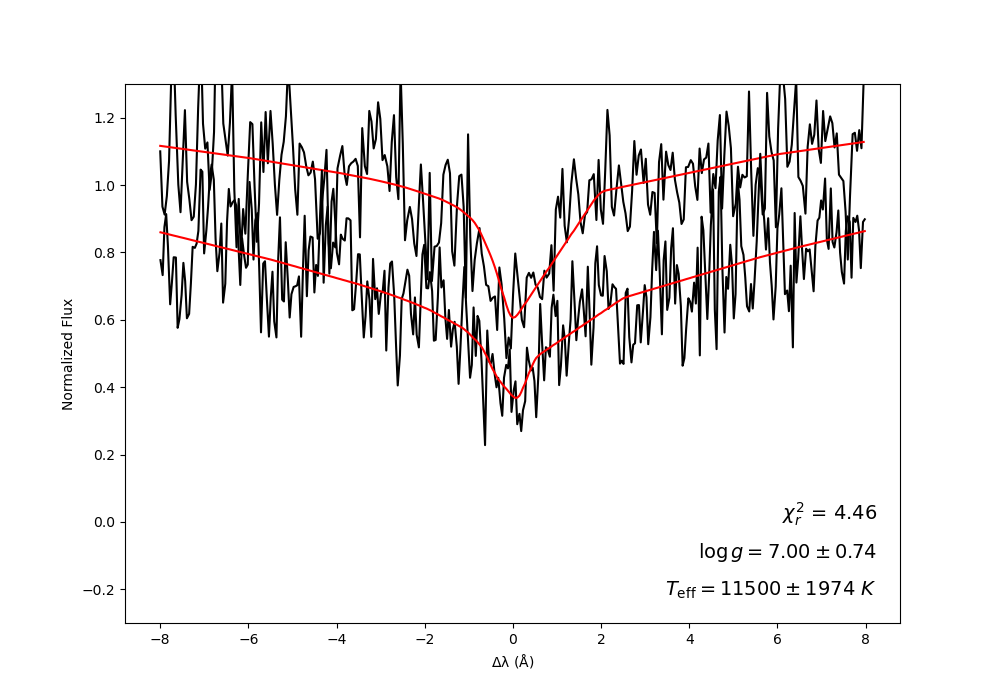 1.2
1.0
0.8
0.6
0.4
0.2
0.0
−0.2
Normalized Flux
χ²ᵣ = 4.46
log g = 7.00 ± 0.74
T_eff = 11500 ± 1974 K
−8 −6 −4 −2 0 2 4 6 8
Δλ (Å)